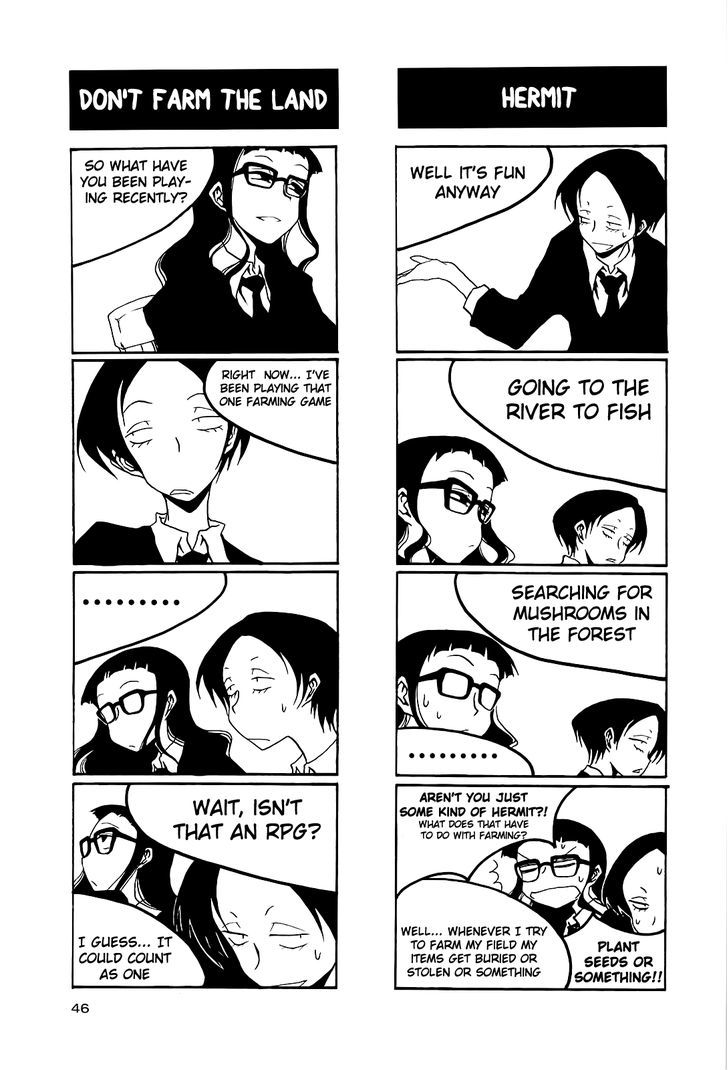 DON'T FARM THE LAND
SO WHAT HAVE
YOU BEEN PLAY-
ING RECENTLY?
RIGHT NOW... I'VE
BEEN PLAYING THAT
ONE FARMING GAME
.........
WAIT, ISN'T
THAT AN RPG?
I GUESS... IT
COULD COUNT
AS ONE
HERMIT
WELL IT'S FUN
ANYWAY
GOING TO THE
RIVER TO FISH
SEARCHING FOR
MUSHROOMS IN
THE FOREST
..........
AREN'T YOU JUST
SOME KIND OF HERMIT?!
WHAT DOES THAT HAVE
TO DO WITH FARMING?
PLANT
SEEDS OR
SOMETHING!!
WELL... WHENEVER I TRY
TO FARM MY FIELD MY
ITEMS GET BURIED OR
STOLEN OR SOMETHING
46